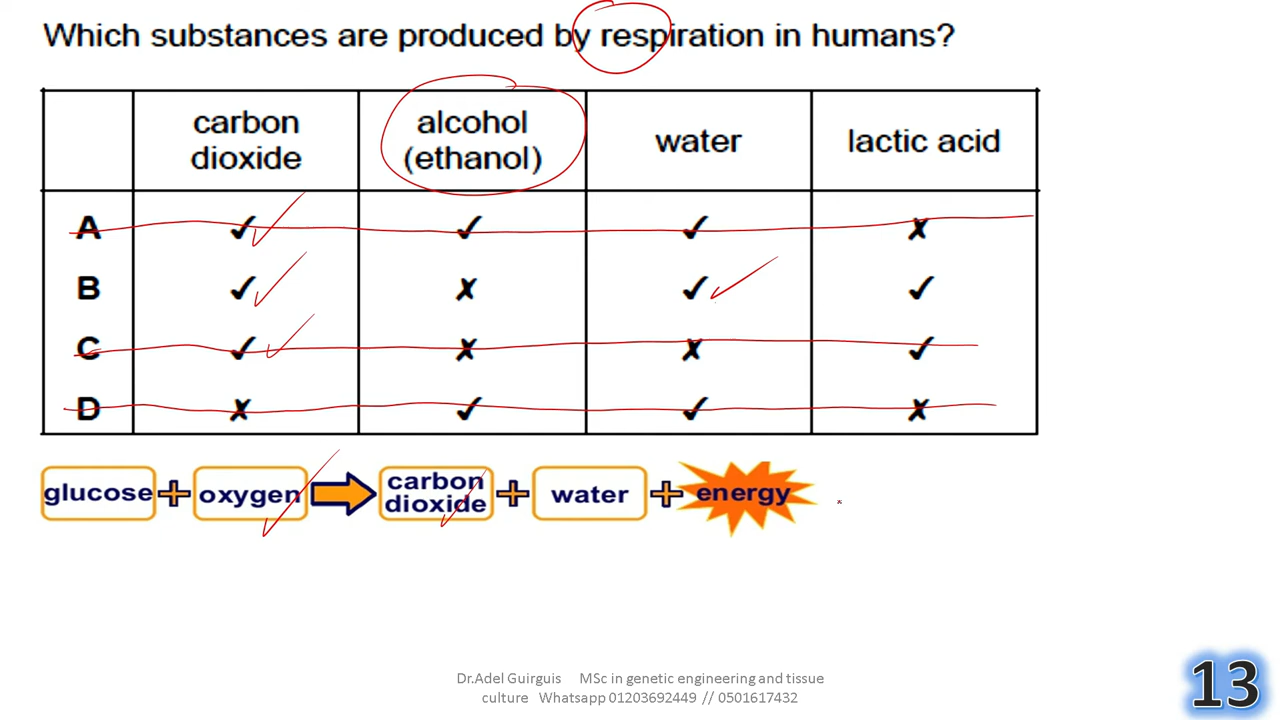 Which substances are produced by respiration in humans?
carbon dioxide alcohol (ethanol) water lactic acid
A ✓ ✓ ✓ ✗
B ✓ ✗ ✓ ✓
C ✓ ✗ ✗ ✓
D ✗ ✓ ✓ ✗
glucose + oxygen carbon dioxide + water + energy
Dr.Adel Guirguis MSc in genetic engineering and tissue
culture Whatsapp 01203692449 // 0501617432
13